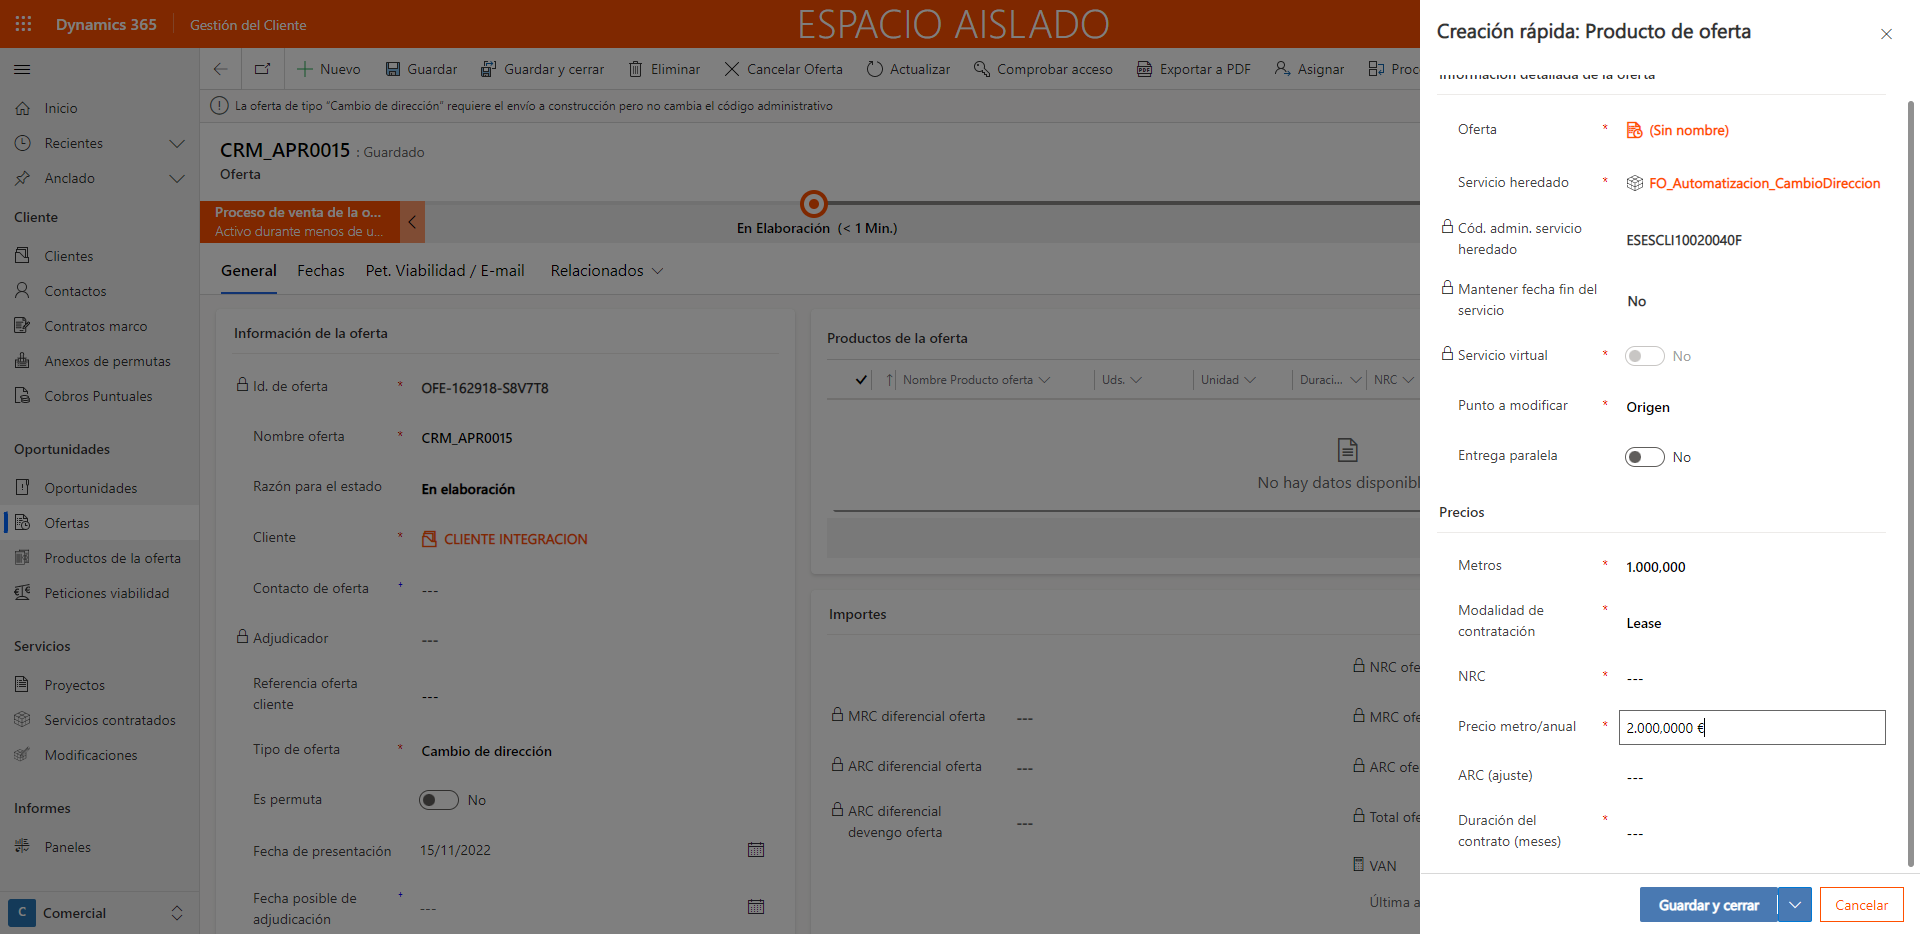 Dynamics 365
Gestión del Cliente
ESPACIO AISLADO
Nuevo
Guardar
Guardar y cerrar
Eliminar
Cancelar Oferta
Actualizar
Comprobar acceso
Exportar a PDF
Asignar
Proc
La oferta de tipo "Cambio de dirección" requiere el envío a construcción pero no cambia el código administrativo
Inicio
Recientes
Anclado
Cliente
Clientes
Contactos
Contratos marco
Anexos de permutas
Cobros Puntuales
Oportunidades
Oportunidades
Ofertas
Productos de la oferta
Peticiones viabilidad
Servicios
Proyectos
Servicios contratados
Modificaciones
Informes
Paneles
C Comercial
CRM_APR0015 : Guardado
Oferta
Proceso de venta de la o...
Activo durante menos de u...
En Elaboración (< 1 Min.)
General
Fechas
Pet. Viabilidad / E-mail
Relacionados
Información de la oferta
Id. de oferta * OFE-162918-S8V7T8
Nombre oferta * CRM_APR0015
Razón para el estado En elaboración
Cliente * CLIENTE INTEGRACION
Contacto de oferta + ---
Adjudicador ---
Referencia oferta
cliente ---
Tipo de oferta * Cambio de dirección
Es permuta No
Fecha de presentación 15/11/2022
Fecha posible de
adjudicación + ---
Productos de la oferta
Nombre Producto oferta
Uds.
Unidad
Duraci...
NRC
No hay datos disponibl
Importes
NRC ofe
MRC diferencial oferta ---
MRC ofe
ARC diferencial oferta ---
ARC ofe
ARC diferencial
devengo oferta ---
Total ofe
VAN
Última a
Creación rápida: Producto de oferta
Información detallada de la oferta
Oferta * (Sin nombre)
Servicio heredado * FO_Automatizacion_CambioDireccion
Cód. admin. servicio
heredado ESESCLI10020040F
Mantener fecha fin del
servicio No
Servicio virtual * No
Punto a modificar * Origen
Entrega paralela No
Precios
Metros * 1.000,000
Modalidad de
contratación * Lease
NRC * ---
Precio metro/anual * 2.000,0000 €
ARC (ajuste) ---
Duración del
contrato (meses) * ---
Guardar y cerrar
Cancelar